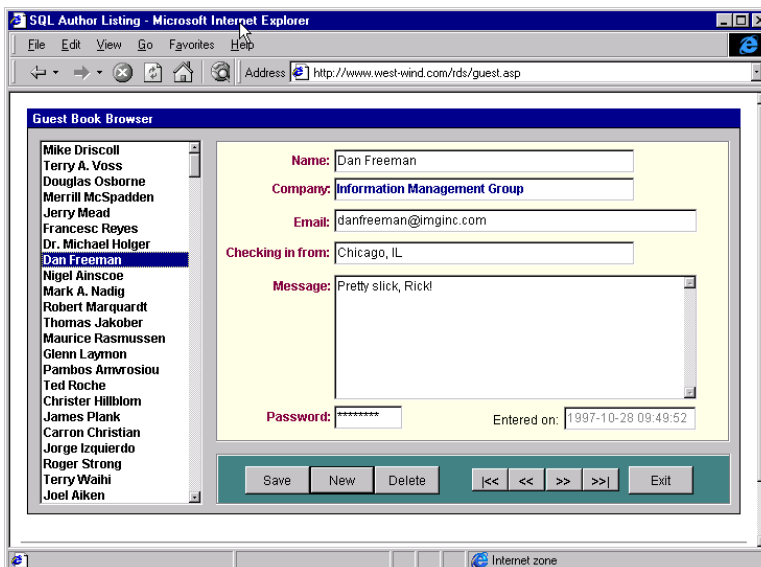 SQL Author Listing - Microsoft Internet Explorer
File Edit View Go Favorites Help
Address http://www.west-wind.com/rds/guest.asp
Guest Book Browser
Mike Driscoll
Terry A. Voss
Douglas Osborne
Merrill McSpadden
Jerry Mead
Francesc Reyes
Dr. Michael Holger
Dan Freeman
Nigel Ainscoe
Mark A. Nadig
Robert Marquardt
Thomas Jakober
Maurice Rasmussen
Glenn Laymon
Pambos Amvrosiou
Ted Roche
Christer Hillblom
James Plank
Carron Christian
Jorge Izquierdo
Roger Strong
Terry Waihi
Joel Aiken
Name: Dan Freeman
Company: Information Management Group
Email: danfreeman@imginc.com
Checking in from: Chicago, IL
Message: Pretty slick, Rick!
Password: ********
Entered on: 1997-10-28 09:49:52
Save New Delete |<< << >> >>| Exit
Internet zone